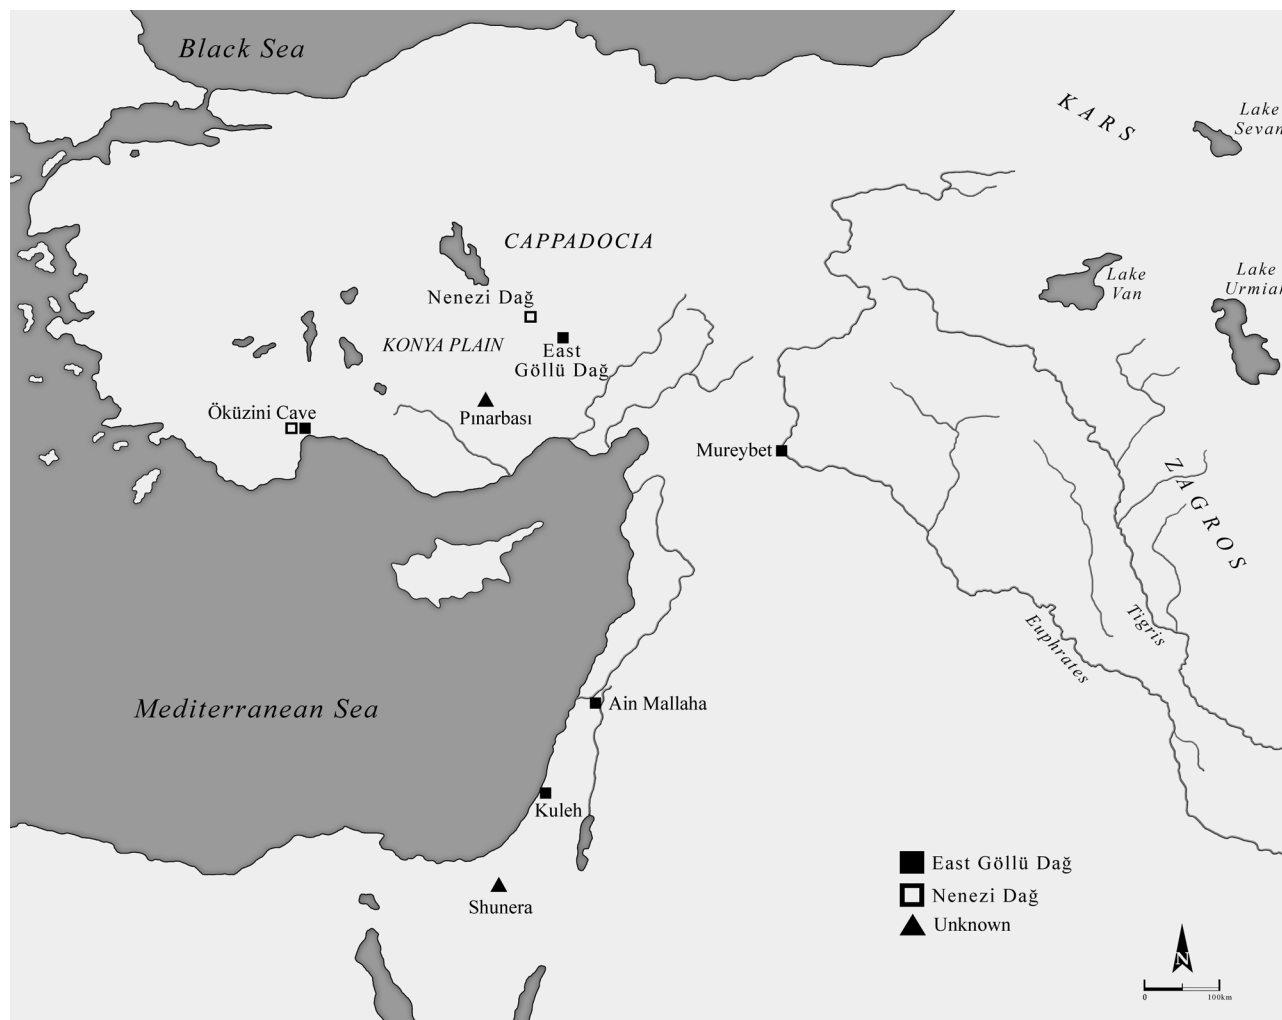 Black Sea
KARS
Lake
Sevan
CAPPADOCIA
Lake
Van
Lake
Urmiah
Nenezi Dağ
KONYA PLAIN
East
Göllü Dağ
Öküzini Cave
Pınarbası
Mureybet
ZAGROS
Tigris
Euphrates
Mediterranean Sea
Ain Mallaha
Kuleh
East Göllü Dağ
Nenezi Dağ
Unknown
Shunera
N
0 100km